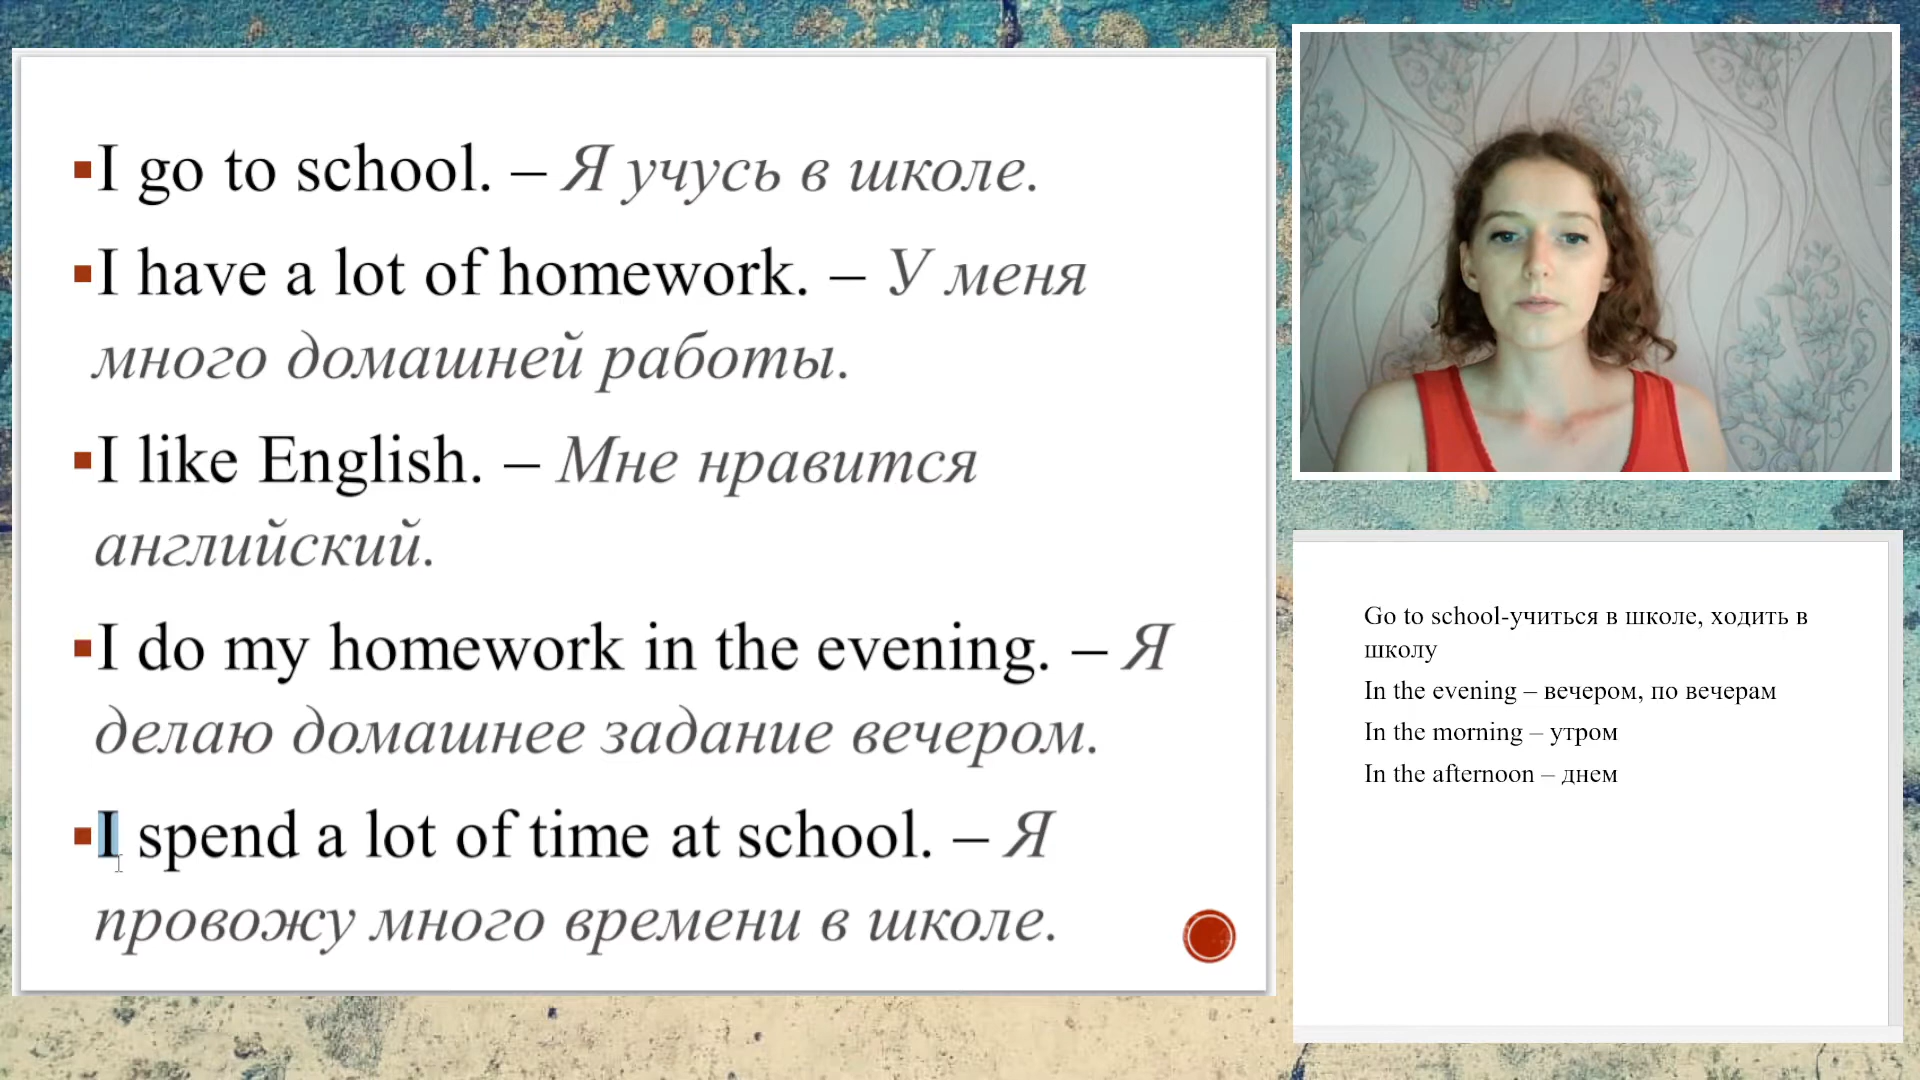 I go to school. – Я учусь в школе.
I have a lot of homework. – У меня
много домашней работы.
I like English. – Мне нравится
английский.
I do my homework in the evening. – Я
делаю домашнее задание вечером.
I spend a lot of time at school. – Я
провожу много времени в школе.
Go to school-учиться в школе, ходить в
школу
In the evening – вечером, по вечерам
In the morning – утром
In the afternoon – днем